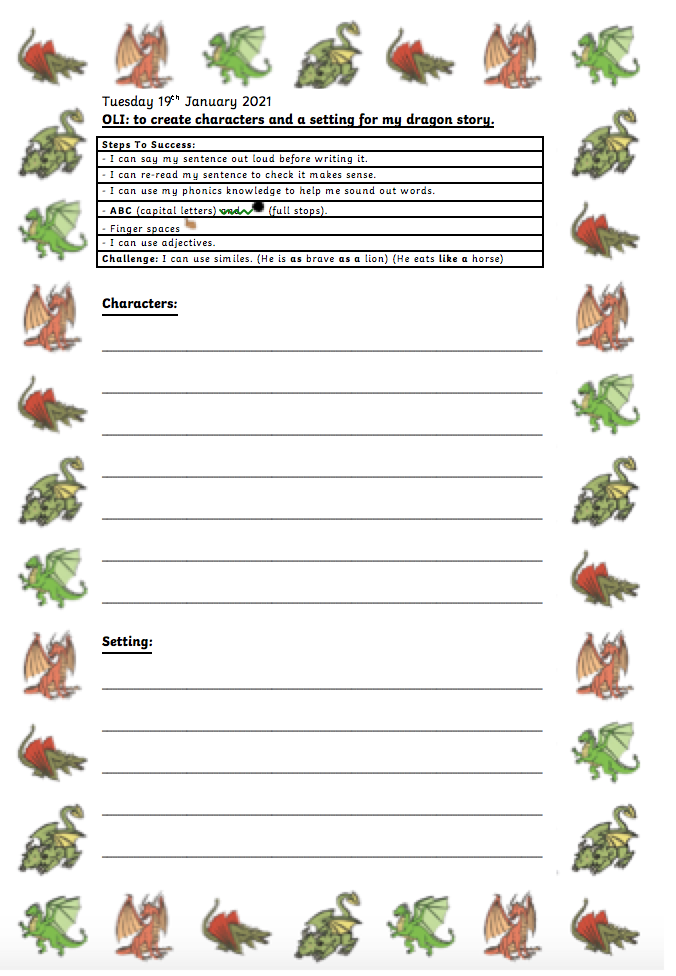 Tuesday 19th January 2021
OLI: to create characters and a setting for my dragon story.
Steps To Success:
- I can say my sentence out loud before writing it.
- I can re-read my sentence to check it makes sense.
- I can use my phonics knowledge to help me sound out words.
- ABC (capital letters) and (full stops).
- Finger spaces
- I can use adjectives.
Challenge: I can use similes. (He is as brave as a lion) (He eats like a horse)
Characters:
Setting: